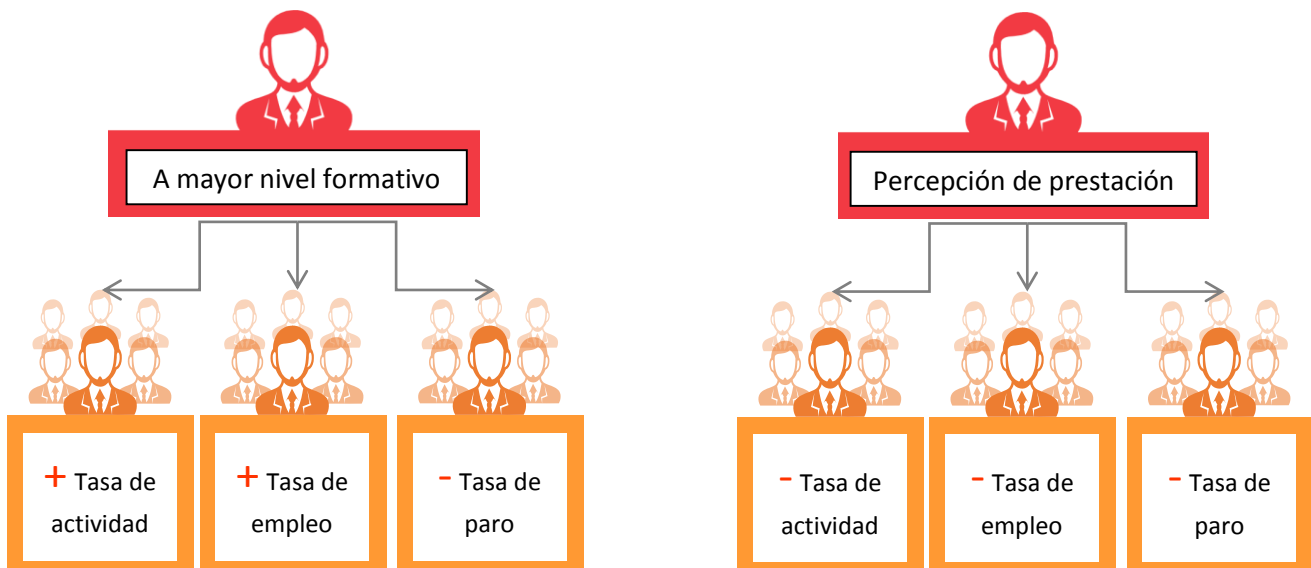 A mayor nivel formativo
+ Tasa de
actividad
+ Tasa de
empleo
- Tasa de
paro
Percepción de prestación
- Tasa de
actividad
- Tasa de
empleo
- Tasa de
paro